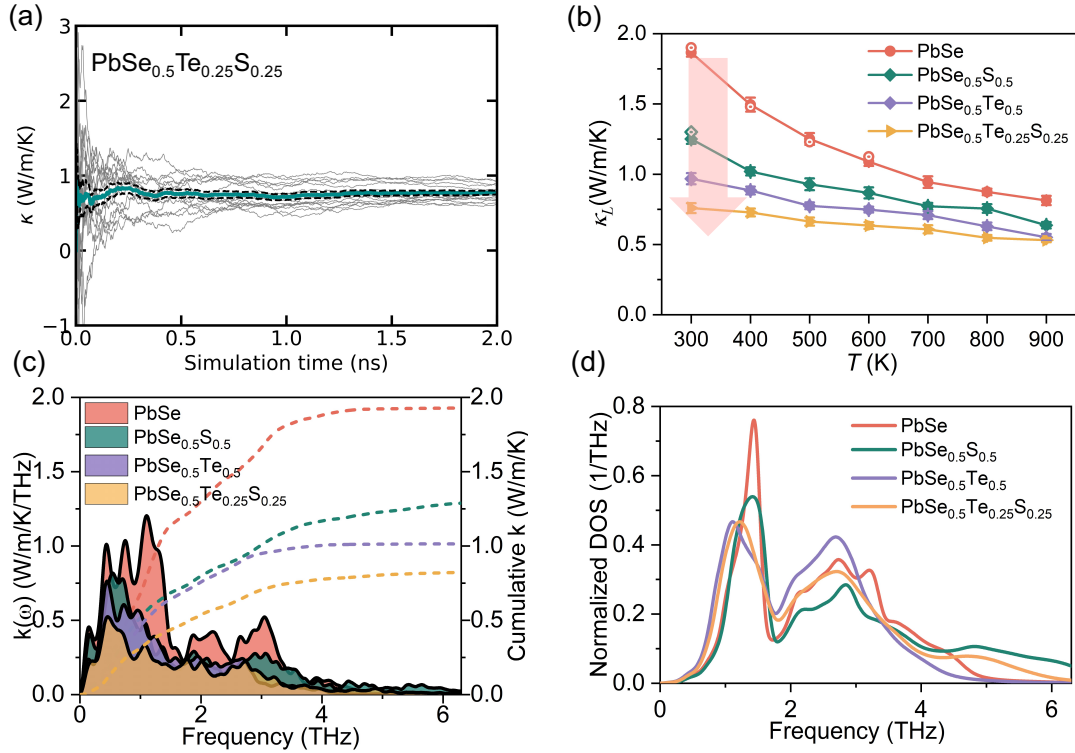 (a)
PbSe0.5Te0.25S0.25
3
2
1
0
−1
κ (W/m/K)
0.0
0.5
1.0
1.5
2.0
Simulation time (ns)
(b)
PbSe
PbSe0.5S0.5
PbSe0.5Te0.5
PbSe0.5Te0.25S0.25
2.0
1.5
1.0
0.5
0.0
κL(W/m/K)
300
400
500
600
700
800
900
T (K)
(c)
PbSe
PbSe0.5S0.5
PbSe0.5Te0.5
PbSe0.5Te0.25S0.25
2.0
1.5
1.0
0.5
0.0
k(ω) (W/m/K/THz)
2.0
1.5
1.0
0.5
0.0
Cumulative k (W/m/K)
0
2
4
6
Frequency (THz)
(d)
PbSe
PbSe0.5S0.5
PbSe0.5Te0.5
PbSe0.5Te0.25S0.25
0.8
0.6
0.4
0.2
0.0
Normalized DOS (1/THz)
0
2
4
6
Frequency (THz)